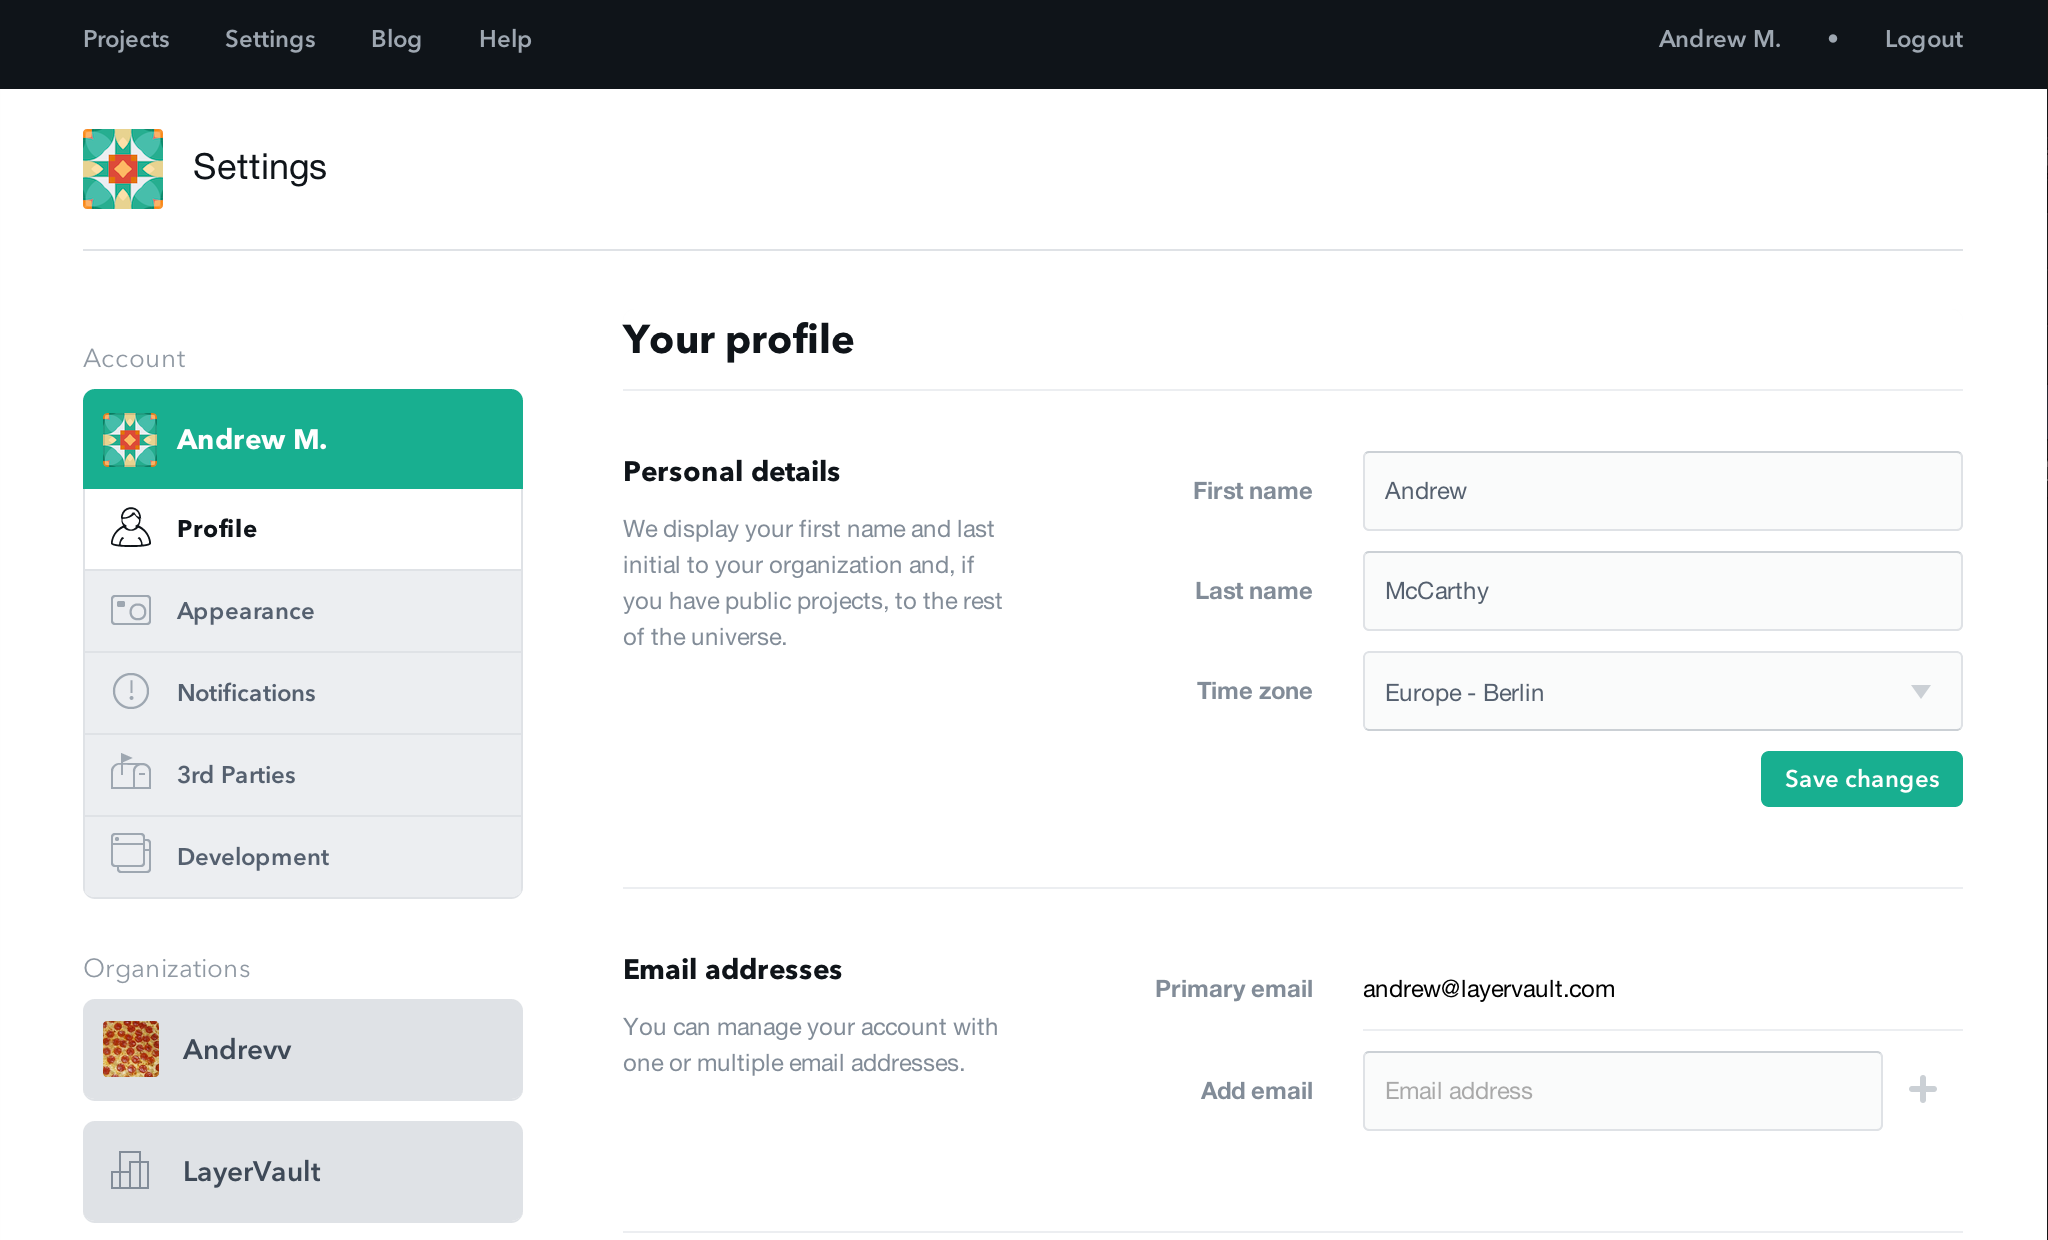 Projects Settings Blog Help Andrew M. • Logout
Settings
Account
Andrew M.
Profile
Appearance
Notifications
3rd Parties
Development
Organizations
Andrevv
LayerVault
Your profile
Personal details
We display your first name and last
initial to your organization and, if
you have public projects, to the rest
of the universe.
First name Andrew
Last name McCarthy
Time zone Europe - Berlin
Save changes
Email addresses
You can manage your account with
one or multiple email addresses.
Primary email andrew@layervault.com
Add email Email address